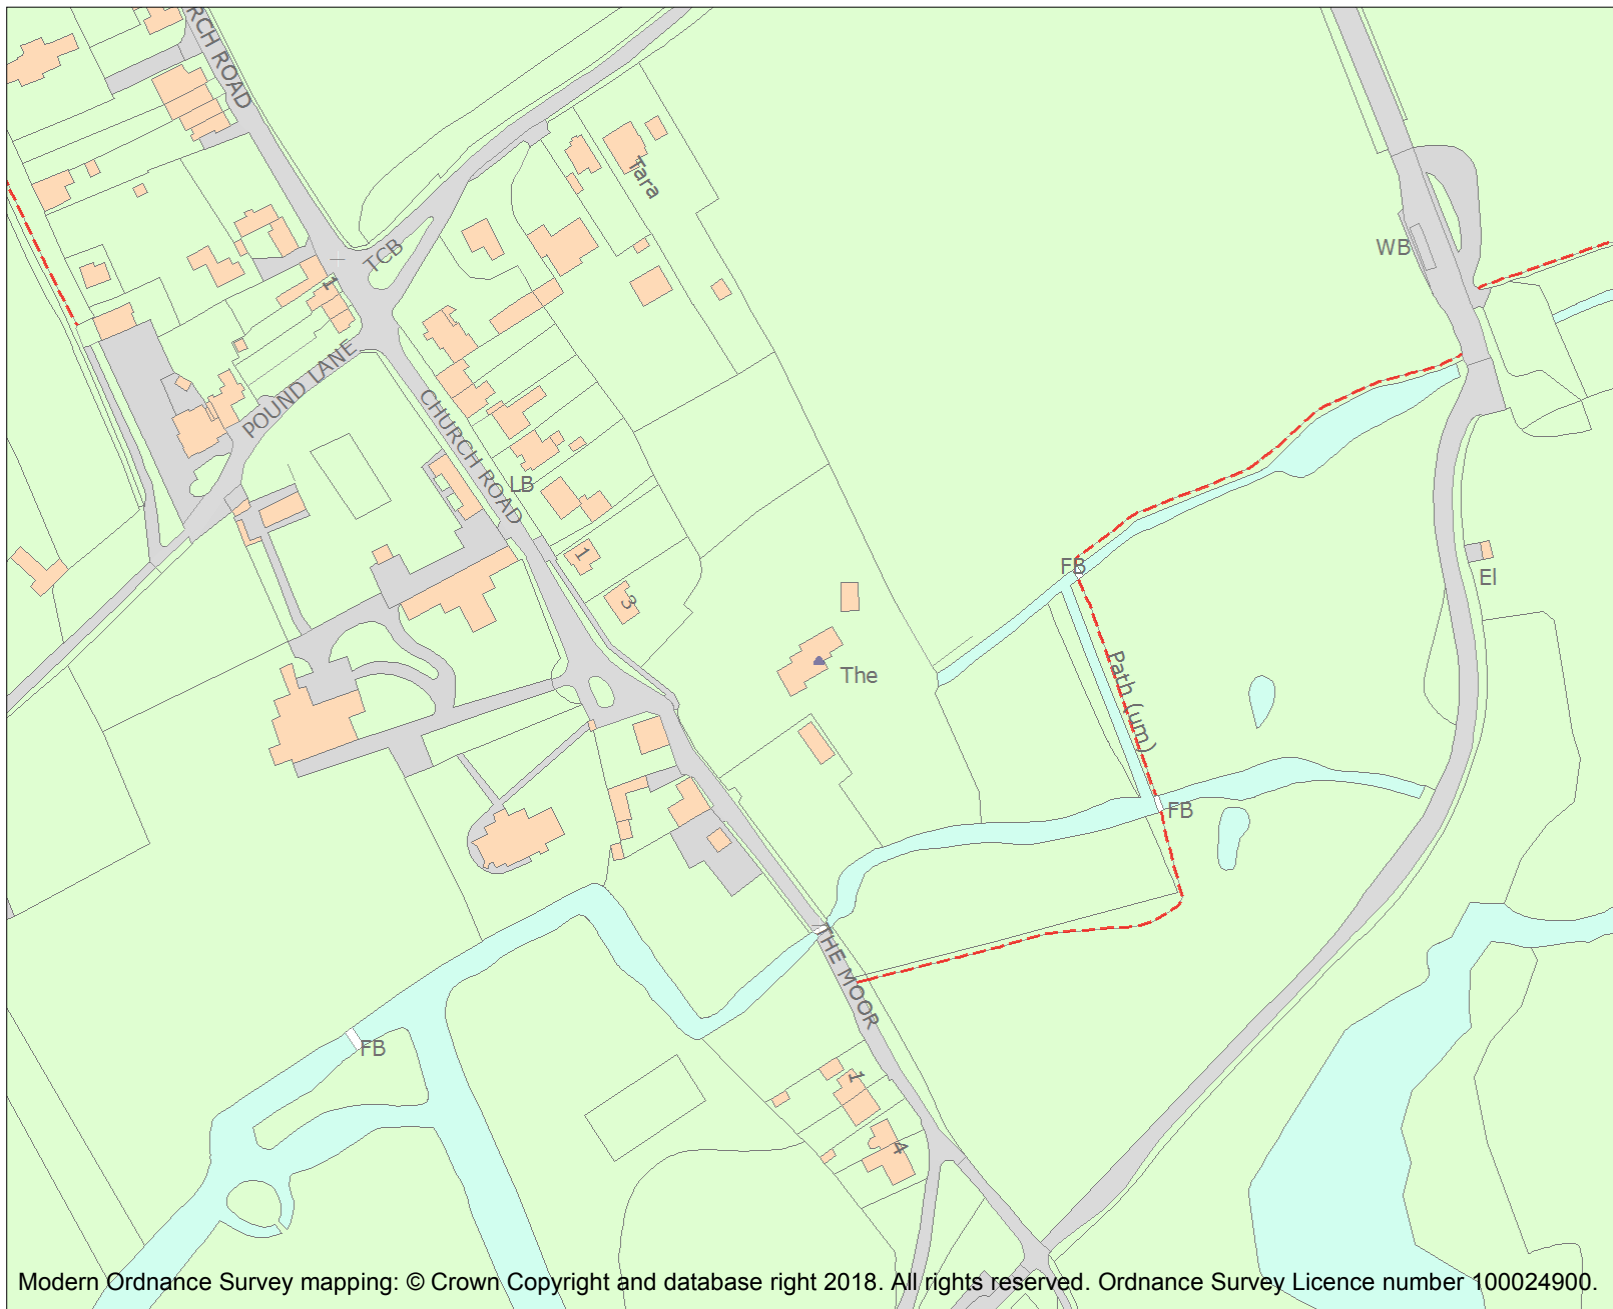 RCH ROAD
Tara
TCB
WB
1
POUND LANE
CHURCH ROAD
LB
1
3
FB
El
The
Path (um)
FB
THE MOOR
FB
1
4
Modern Ordnance Survey mapping: © Crown Copyright and database right 2018. All rights reserved. Ordnance Survey Licence number 100024900.